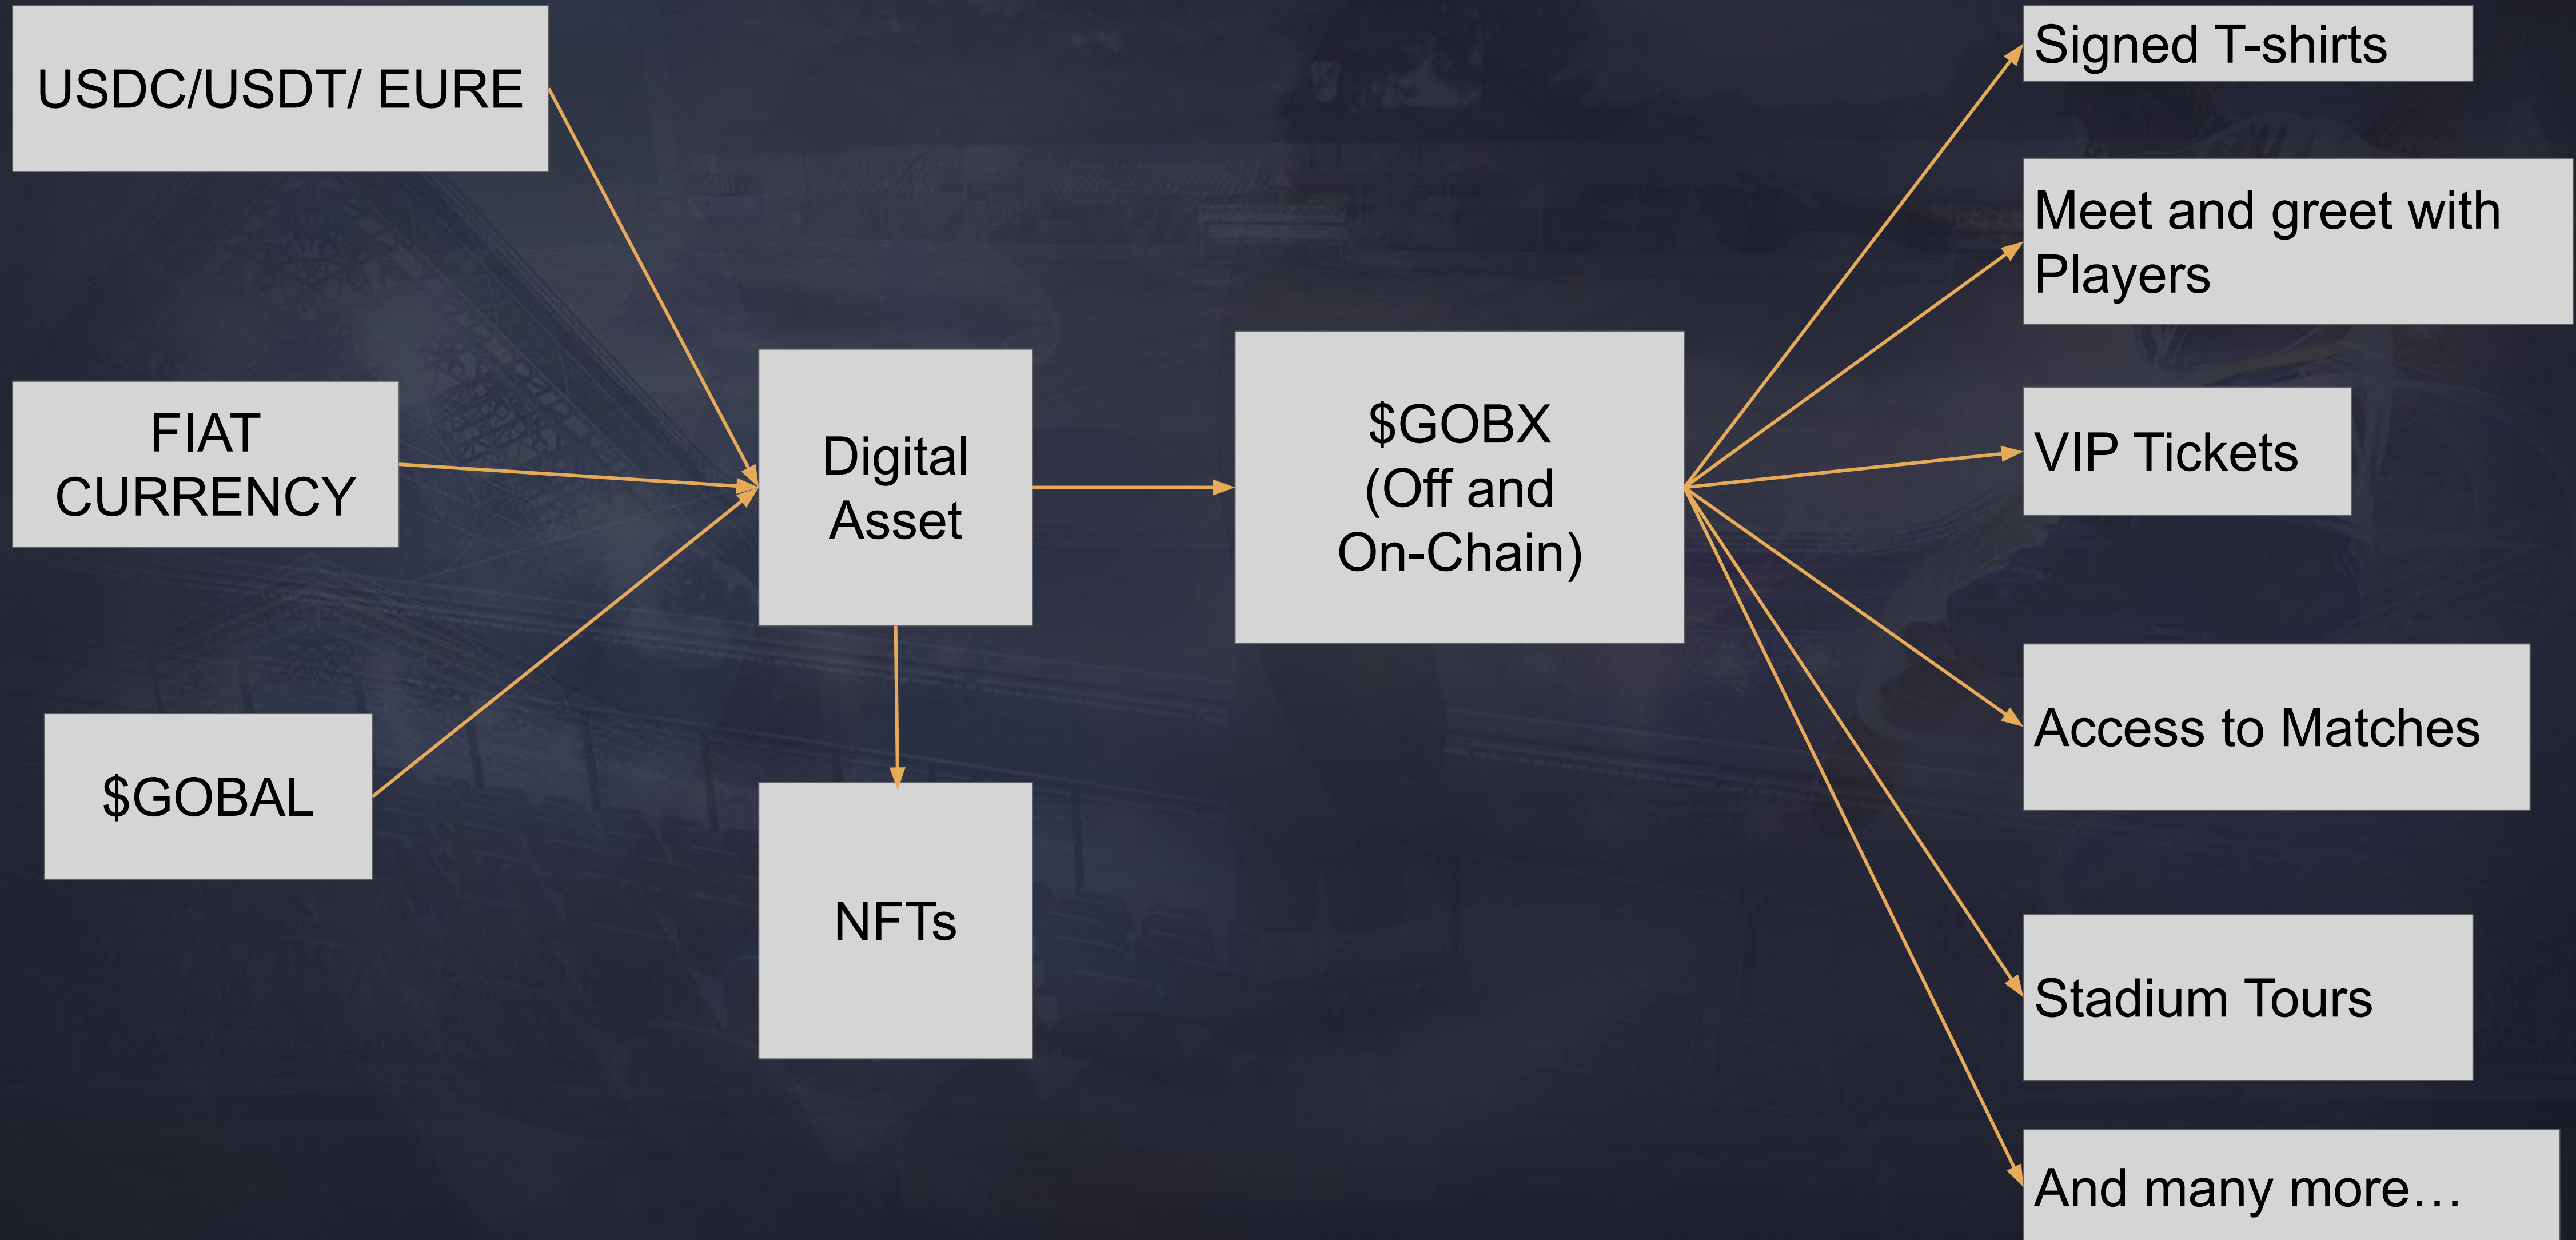 USDC/USDT/ EURE
FIAT
CURRENCY
$GOBAL
Digital
Asset
NFTs
$GOBX
(Off and
On-Chain)
Signed T-shirts
Meet and greet with
Players
VIP Tickets
Access to Matches
Stadium Tours
And many more…